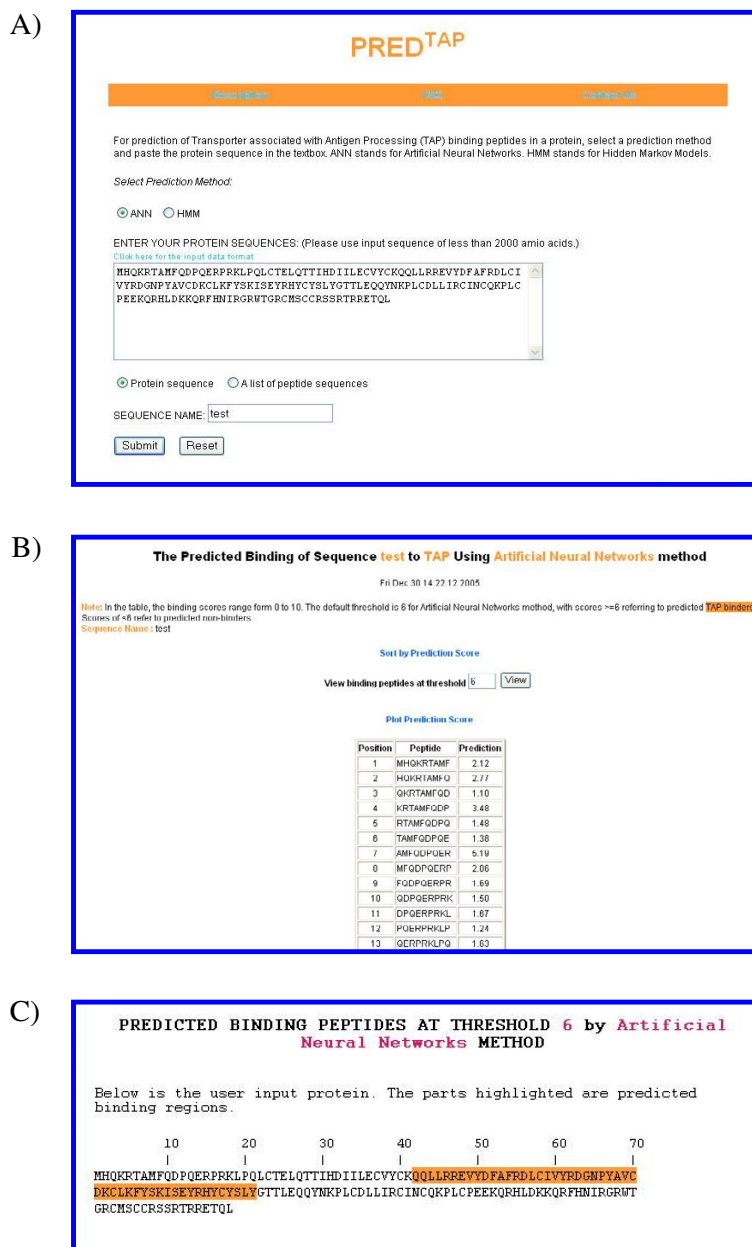 A)
PRED^TAP
For prediction of Transporter associated with Antigen Processing (TAP) binding peptides in a protein, select a prediction method
and paste the protein sequence in the textbox. ANN stands for Artificial Neural Networks. HMM stands for Hidden Markov Models.
Select Prediction Method:
ANN HMM
ENTER YOUR PROTEIN SEQUENCES: (Please use input sequence of less than 2000 amio acids.)
Click here for the input data format
MHQKRTAMFQDPQERPRKLPQLCTELQTTIHDIILECVYCKQQLLRREVYDFAFRDLCI
VYRDGNPYAVCDKCLKFYSKISEYRHYCYSLYGTTLEQQYNKPLCDLLIRCINCQKPLC
PEEKQRHLDKKQRFHNIRGRWTGRCMSCCRSSRTRRETQL
Protein sequence A list of peptide sequences
SEQUENCE NAME: test
Submit Reset
B)
The Predicted Binding of Sequence test to TAP Using Artificial Neural Networks method
Fri Dec 30 14:22:12 2005
Note: In the table, the binding scores range form 0 to 10. The default threshold is 6 for Artificial Neural Networks method, with scores >=6 referring to predicted TAP binders
Scores of <6 refer to predicted non-binders
Sequence Name : test
Sort by Prediction Score
View binding peptides at threshold 6 View
Plot Prediction Score
Position Peptide Prediction
1 MHQKRTAMF 2.12
2 HQKRTAMFQ 2.77
3 QKRTAMFQD 1.10
4 KRTAMFQDP 3.48
5 RTAMFQDPQ 1.48
6 TAMFQDPQE 1.38
7 AMFQDPQER 5.19
8 MFQDPQERP 2.06
9 FQDPQERPR 1.69
10 QDPQERPRK 1.50
11 DPQERPRKL 1.67
12 PQERPRKLP 1.24
13 QERPRKLPQ 1.63
C)
PREDICTED BINDING PEPTIDES AT THRESHOLD 6 by Artificial
Neural Networks METHOD
Below is the user input protein. The parts highlighted are predicted
binding regions.
10 20 30 40 50 60 70
| | | | | | |
MHQKRTAMFQDPQERPRKLPQLCTELQTTIHDIILECVYCKQQLLRREVYDFAFRDLCIVYRDGNPYAVC
DKCLKFYSKISEYRHYCYSLYGTTLEQQYNKPLCDLLIRCINCQKPLCPEEKQRHLDKKQRFHNIRGRWT
GRCMSCCRSSRTRRETQL